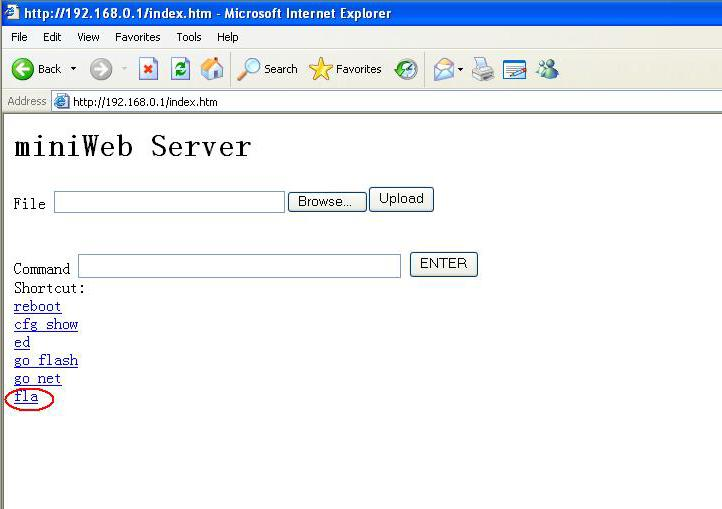 http://192.168.0.1/index.htm - Microsoft Internet Explorer
File Edit View Favorites Tools Help
Back Search Favorites
Address http://192.168.0.1/index.htm
miniWeb Server
File Browse... Upload
Command ENTER
Shortcut:
reboot
cfg show
ed
go flash
go net
fla